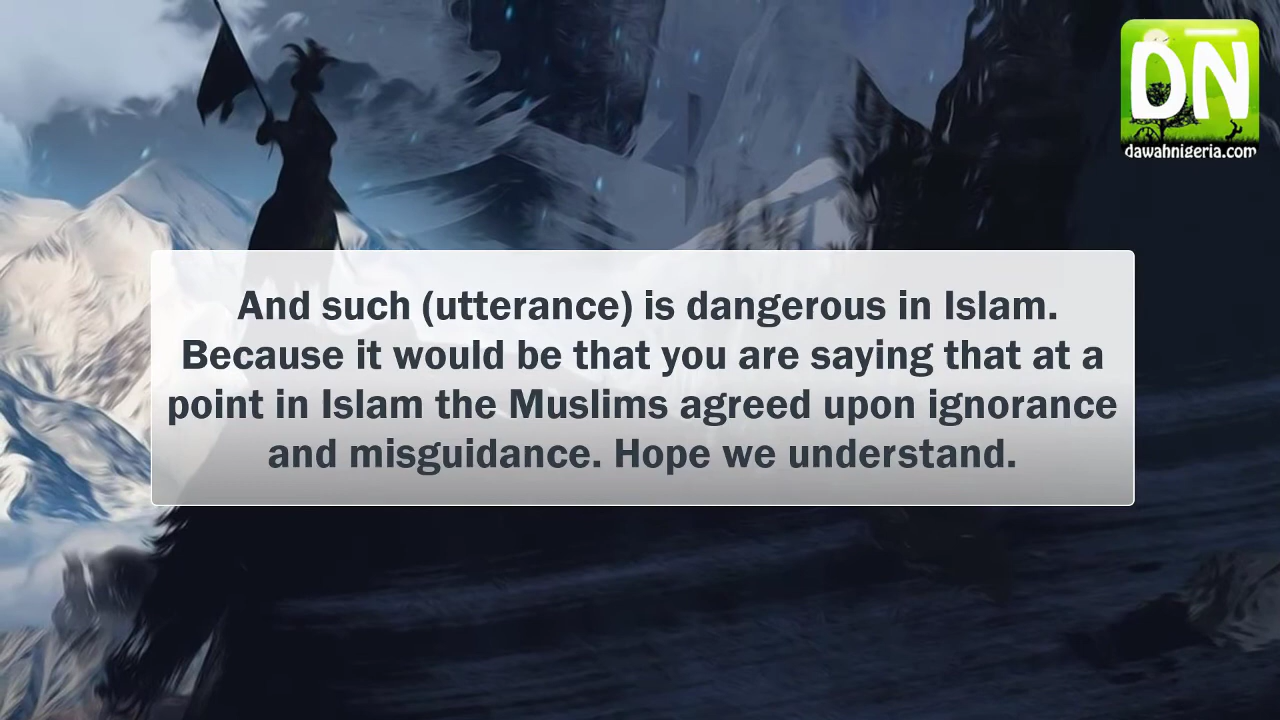 DN
dawahnigeria.com
And such (utterance) is dangerous in Islam.
Because it would be that you are saying that at a
point in Islam the Muslims agreed upon ignorance
and misguidance. Hope we understand.